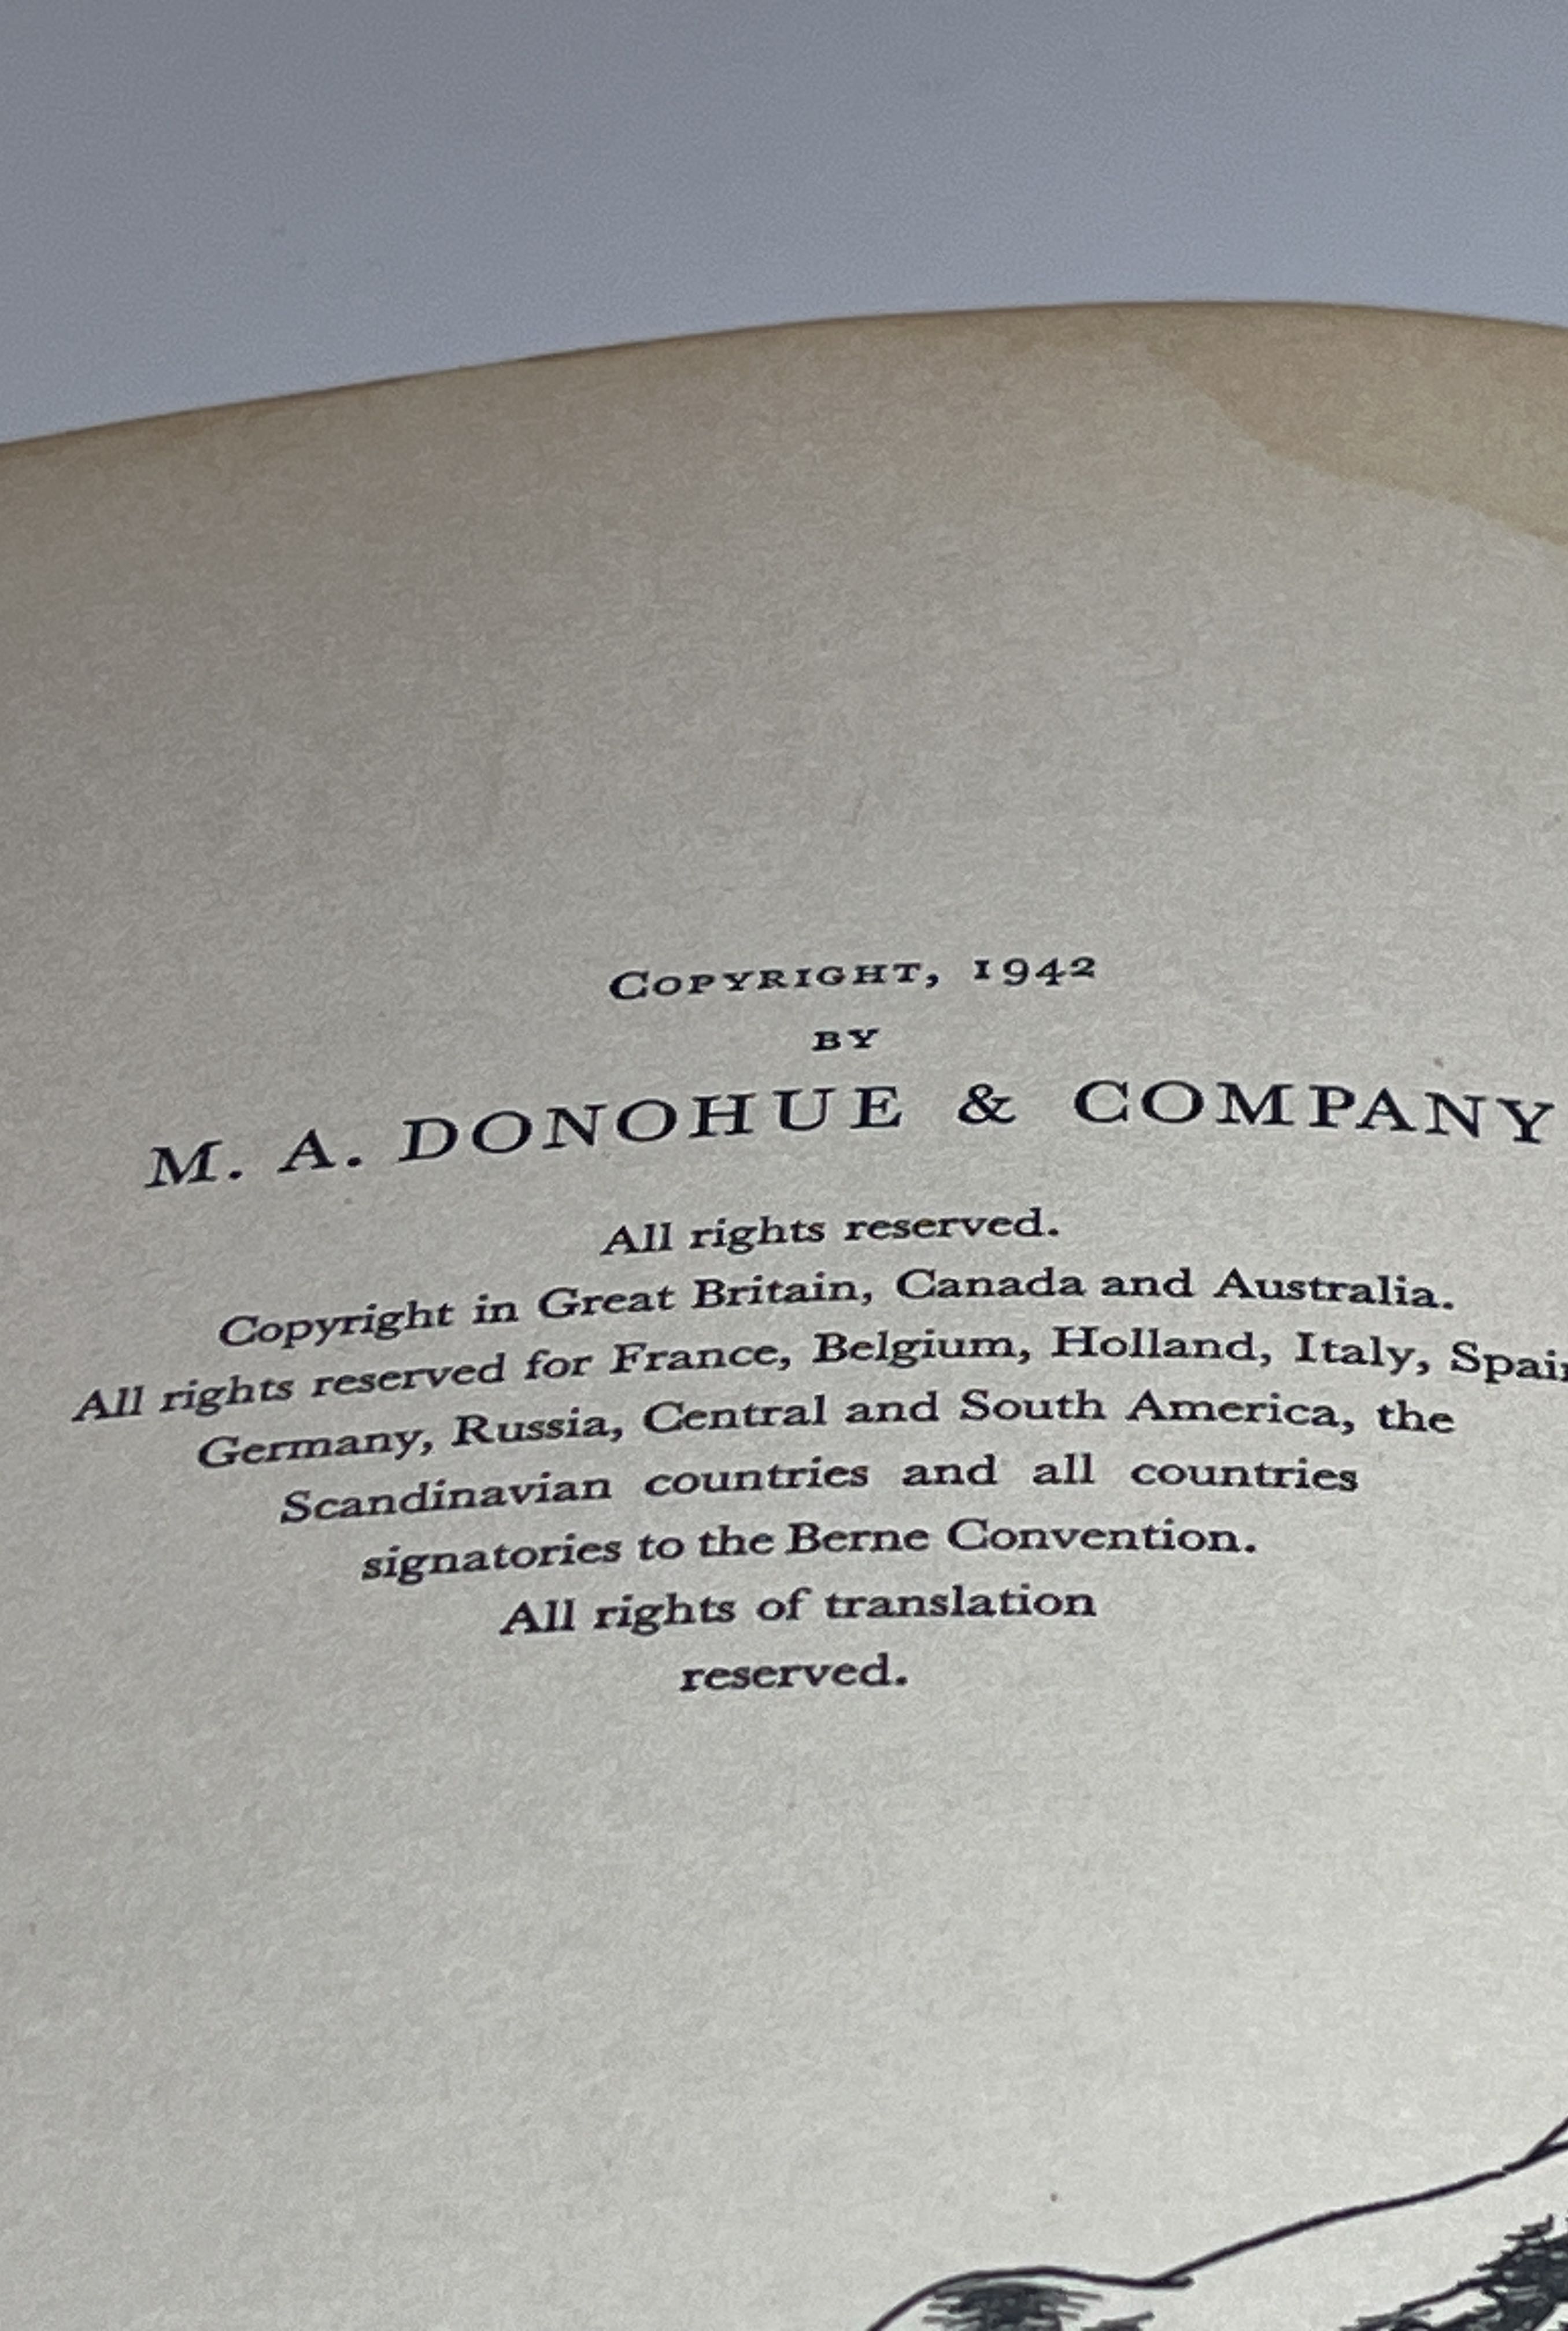 COPYRIGHT, 1942
BY
M. A. DONOHUE & COMPANY
All rights reserved.
Copyright in Great Britain, Canada and Australia.
All rights reserved for France, Belgium, Holland, Italy, Spain
Germany, Russia, Central and South America, the
Scandinavian countries and all countries
signatories to the Berne Convention.
All rights of translation
reserved.